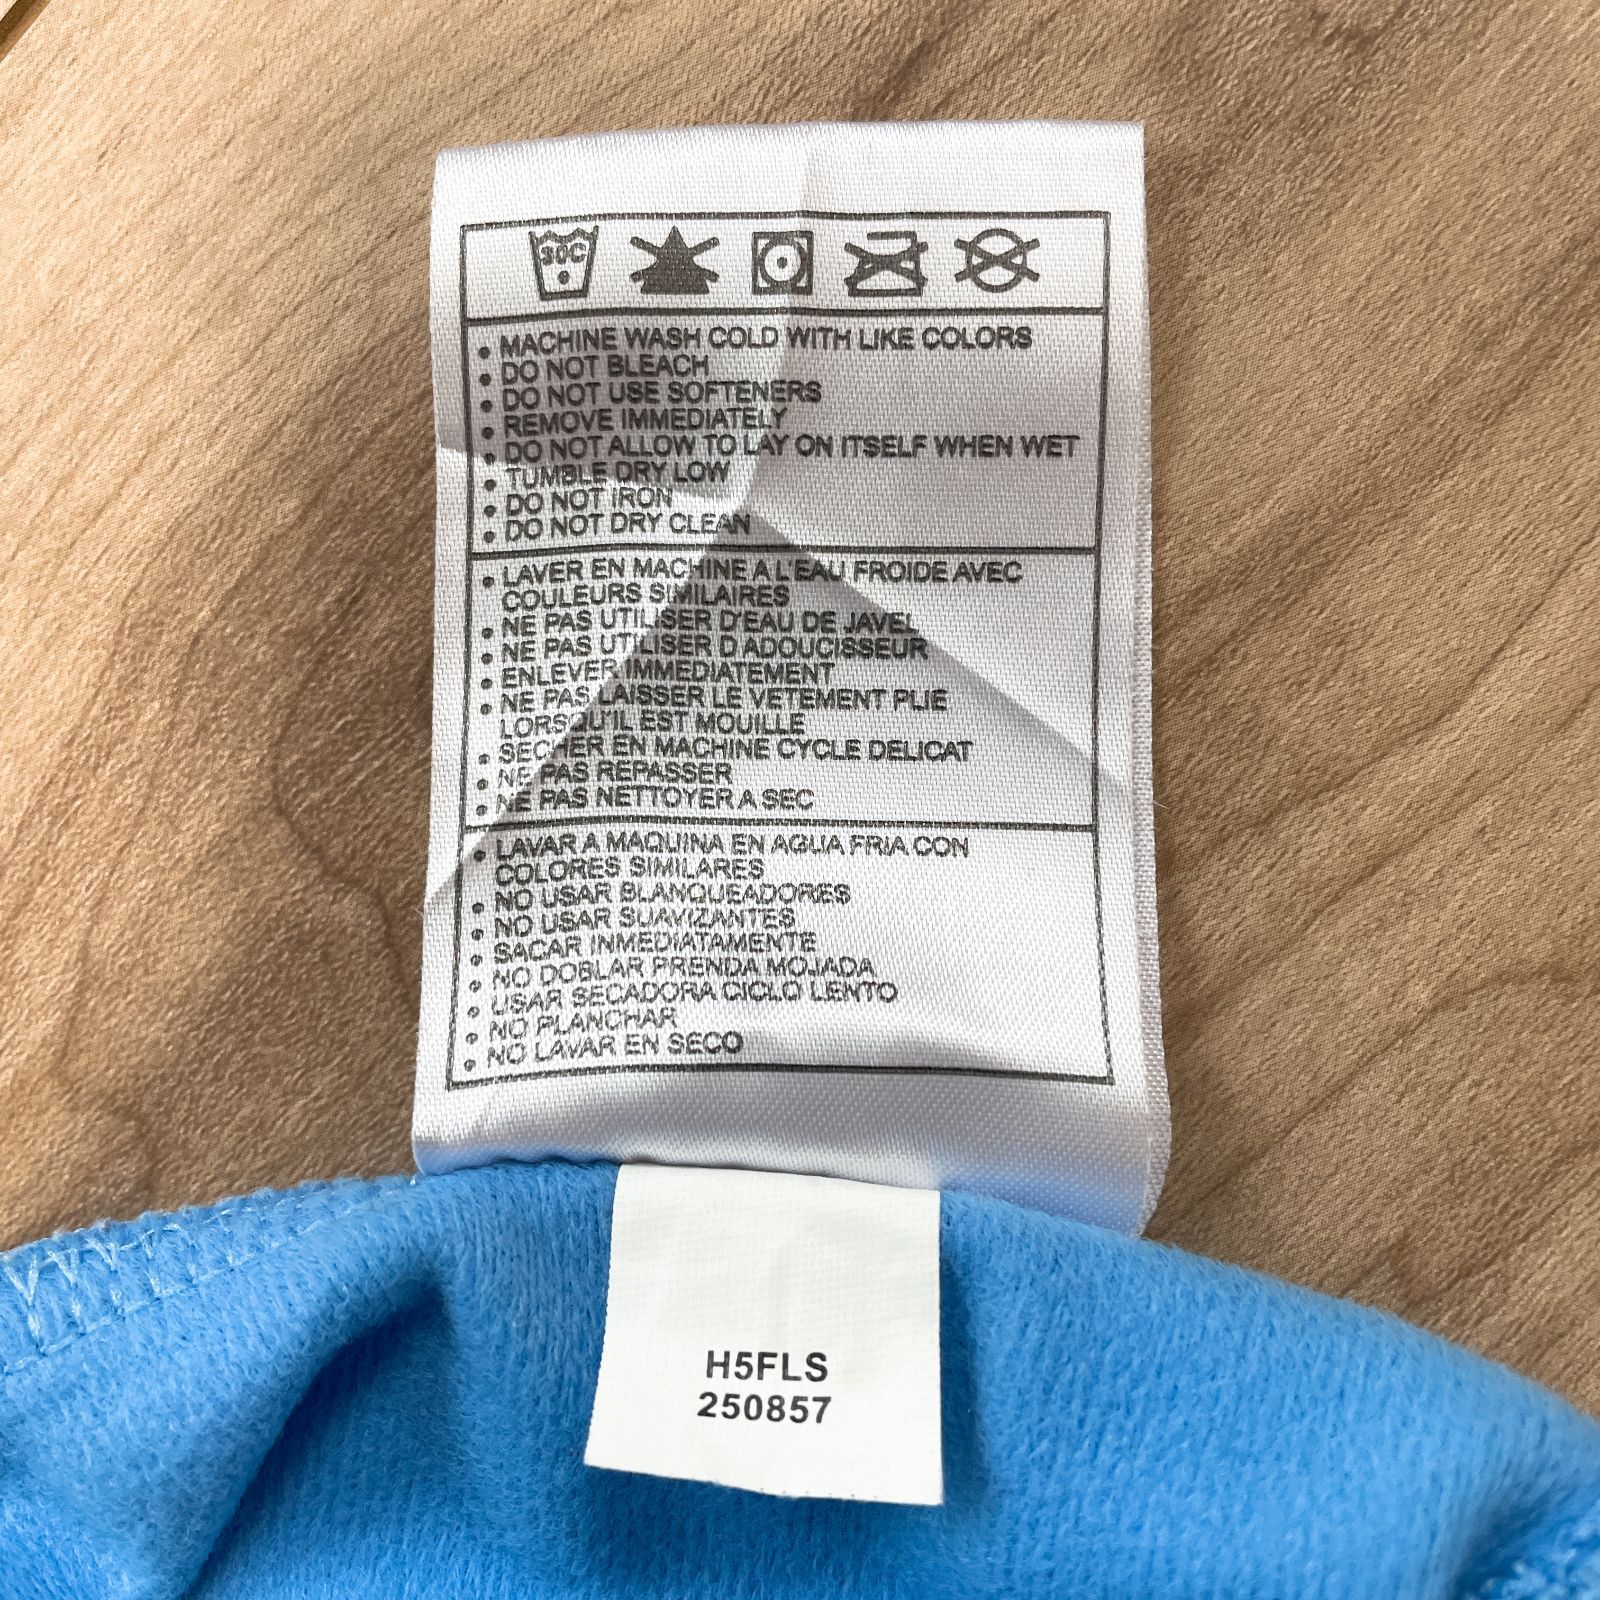 30C
• MACHINE WASH COLD WITH LIKE COLORS
• DO NOT BLEACH
• DO NOT USE SOFTENERS
• REMOVE IMMEDIATELY
• DO NOT ALLOW TO LAY ON ITSELF WHEN WET
• TUMBLE DRY LOW
• DO NOT IRON
• DO NOT DRY CLEAN
• LAVER EN MACHINE A L'EAU FROIDE AVEC
COULEURS SIMILAIRES
• NE PAS UTILISER D'EAU DE JAVEL
• NE PAS UTILISER D ADOUCISSEUR
• ENLEVER IMMEDIATEMENT
• NE PAS LAISSER LE VETEMENT PLIE
LORSQU'IL EST MOUILLE
• SECHER EN MACHINE CYCLE DELICAT
• NE PAS REPASSER
• NE PAS NETTOYER A SEC
• LAVAR A MAQUINA EN AGUA FRIA CON
COLORES SIMILARES
• NO USAR BLANQUEADORES
• NO USAR SUAVIZANTES
• SACAR INMEDIATAMENTE
• NO DOBLAR PRENDA MOJADA
• USAR SECADORA CICLO LENTO
• NO PLANCHAR
• NO LAVAR EN SECO
H5FLS
250857